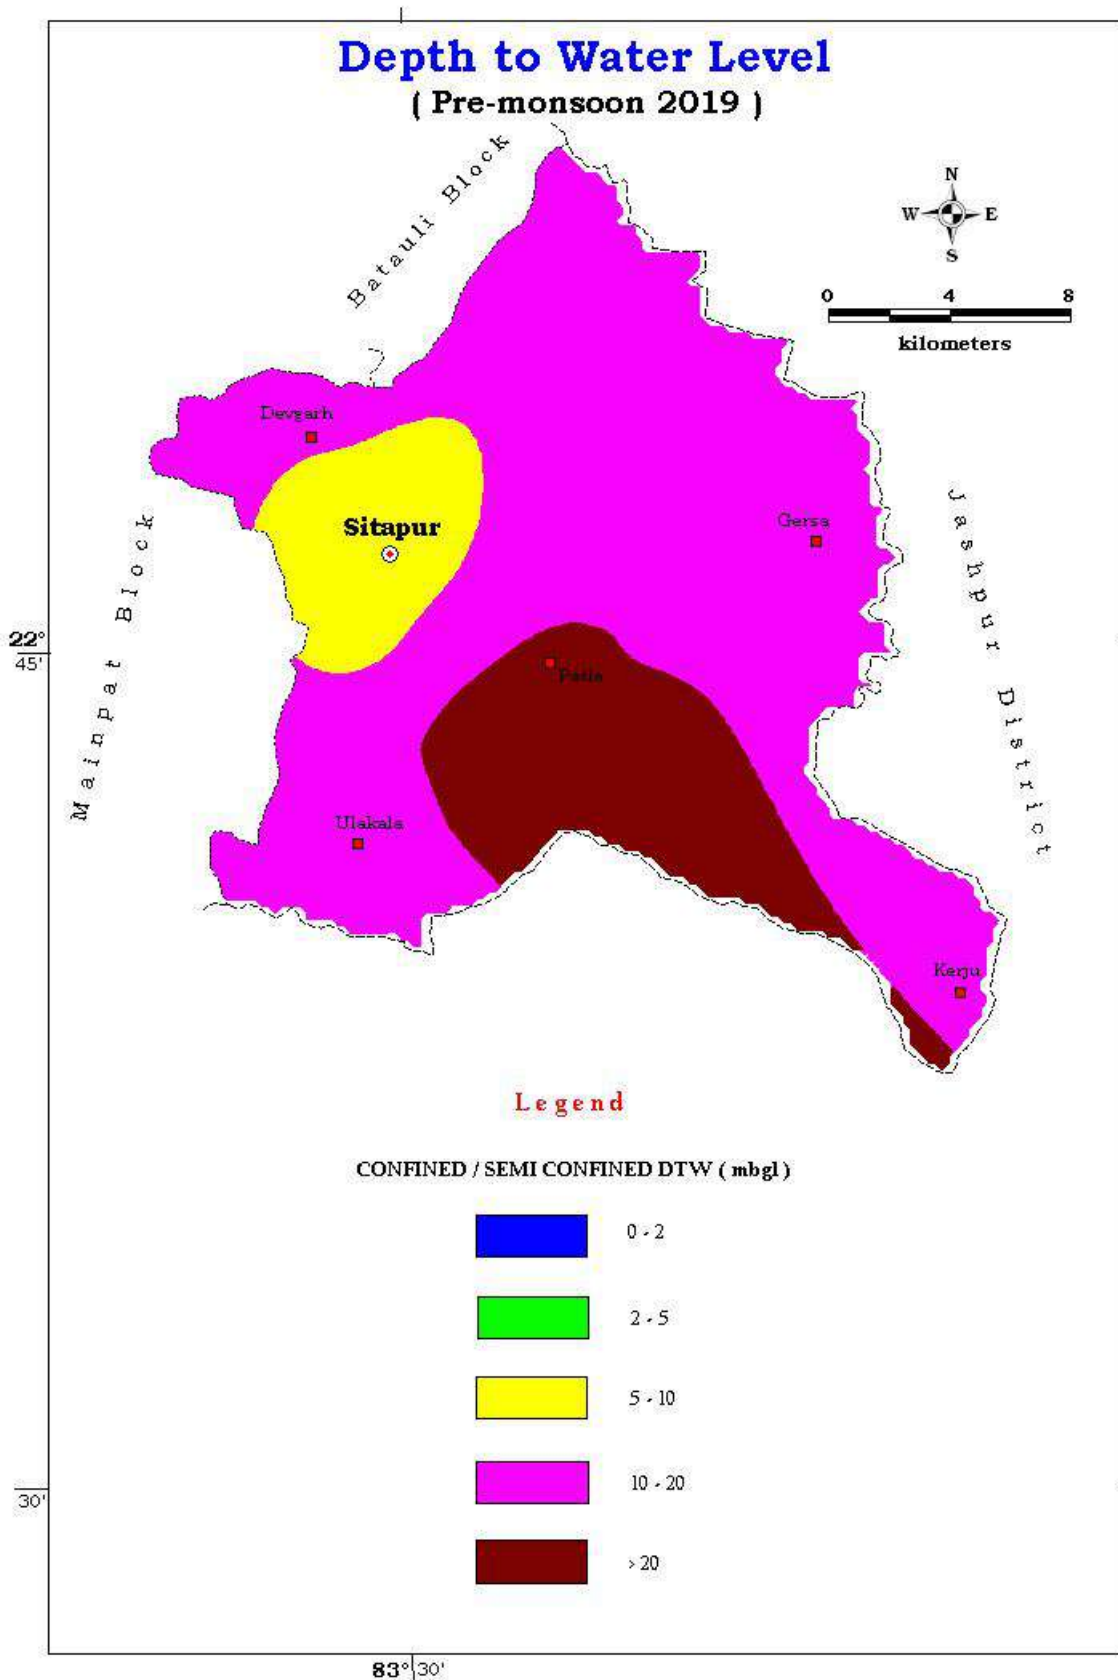 Depth to Water Level
( Pre-monsoon 2019 )
Batauli Block
N
W E
S
0 4 8
kilometers
Devgarh
Sitapur
Gersa
Mainpat Block
Jashpur District
22°
45'
Ulakala
Kerju
Legend
CONFINED / SEMI CONFINED DTW ( mbgl )
0 - 2
2 - 5
5 - 10
10 - 20
30'
> 20
83° 30'